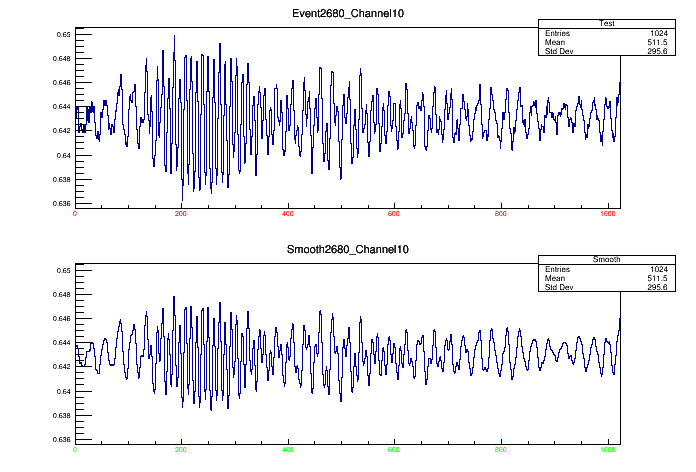 Event2680_Channel10
Test
Entries 1024
Mean 511.5
Std Dev 295.6
0.65
0.648
0.646
0.644
0.642
0.64
0.638
0.636
0 200 400 600 800 1000
Smooth2680_Channel10
Smooth
Entries 1024
Mean 511.5
Std Dev 295.6
0.65
0.648
0.646
0.644
0.642
0.64
0.638
0.636
0 200 400 600 800 1000